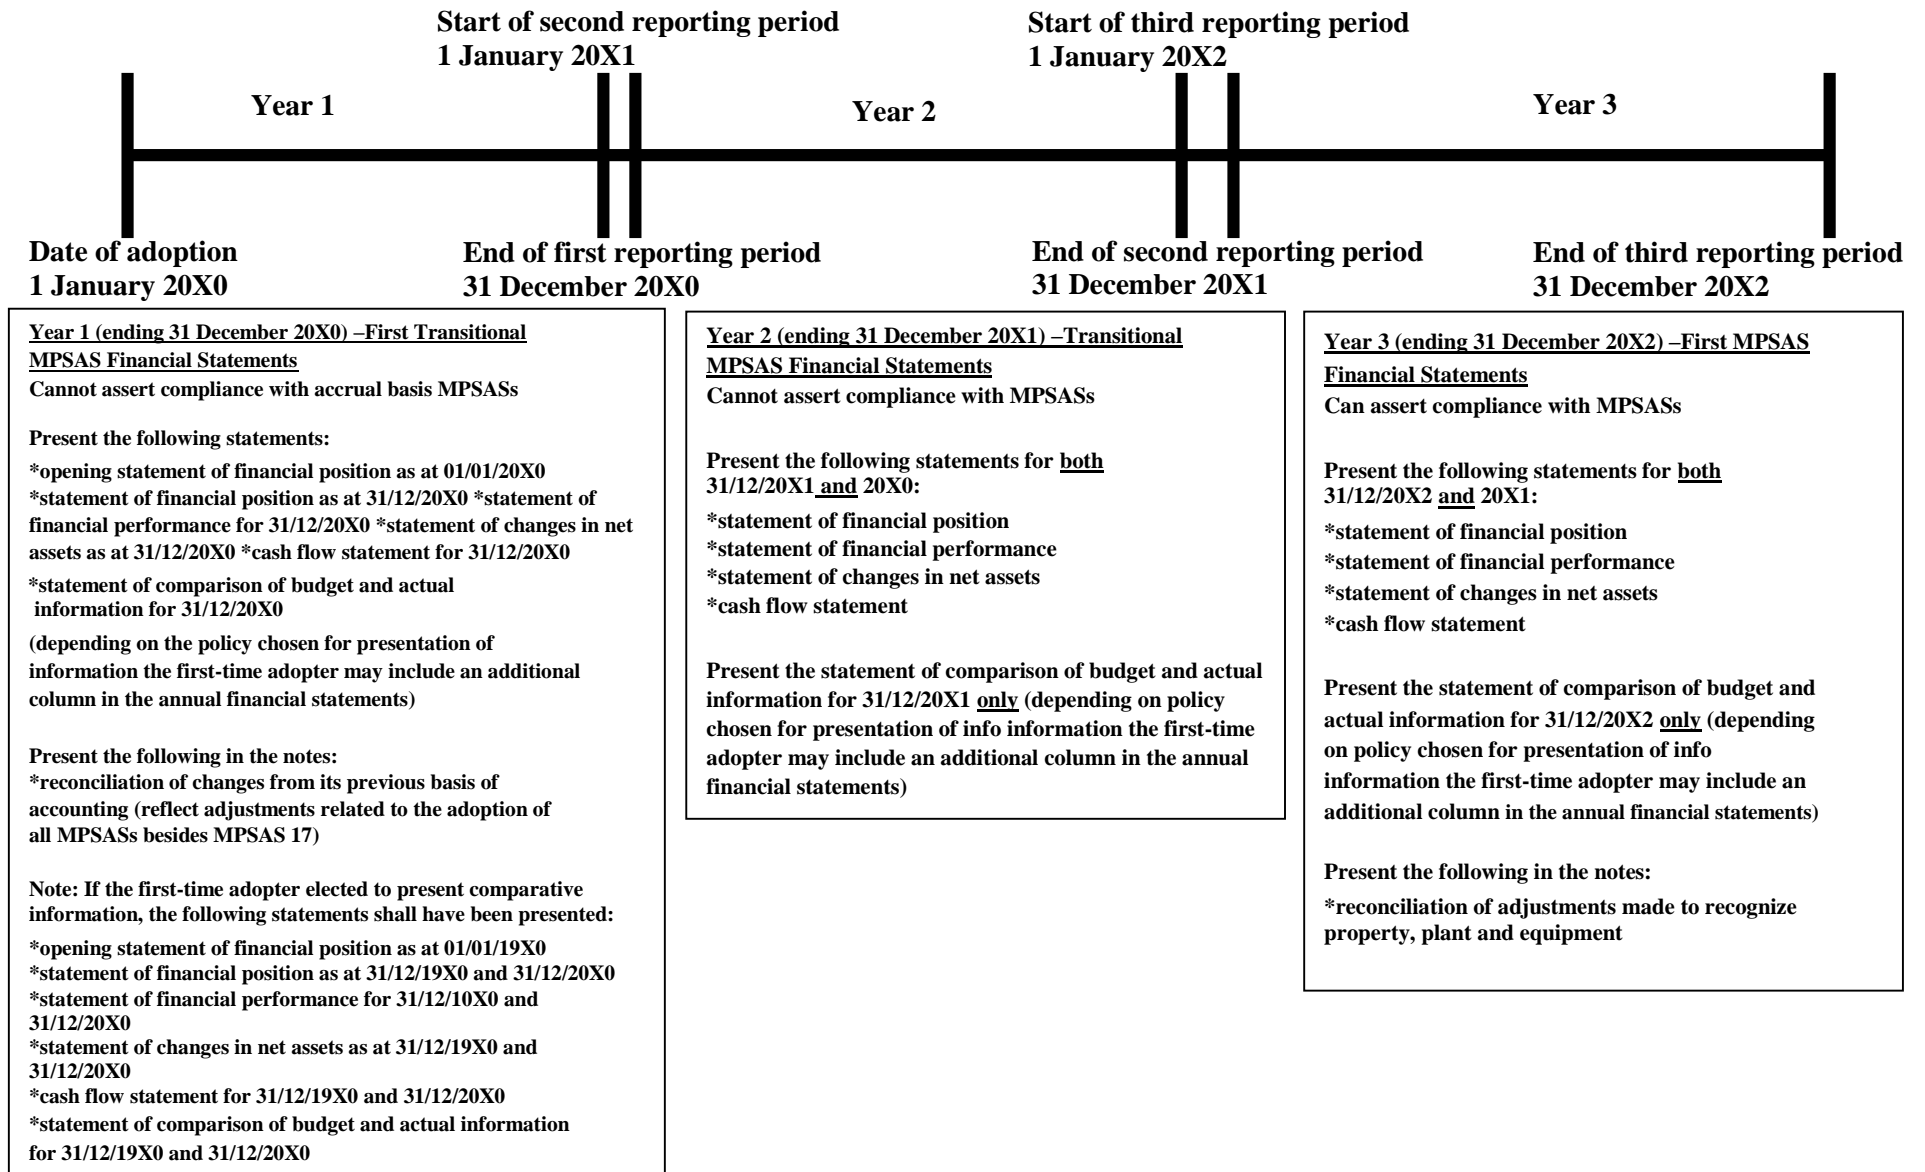 Start of second reporting period
1 January 20X1
Start of third reporting period
1 January 20X2
Year 1
Year 2
Year 3
Date of adoption
1 January 20X0
End of first reporting period
31 December 20X0
End of second reporting period
31 December 20X1
End of third reporting period
31 December 20X2
Year 1 (ending 31 December 20X0) –First Transitional
MPSAS Financial Statements
Cannot assert compliance with accrual basis MPSASs
Present the following statements:
*opening statement of financial position as at 01/01/20X0
*statement of financial position as at 31/12/20X0 *statement of
financial performance for 31/12/20X0 *statement of changes in net
assets as at 31/12/20X0 *cash flow statement for 31/12/20X0
*statement of comparison of budget and actual
information for 31/12/20X0
(depending on the policy chosen for presentation of
information the first-time adopter may include an additional
column in the annual financial statements)
Present the following in the notes:
*reconciliation of changes from its previous basis of
accounting (reflect adjustments related to the adoption of
all MPSASs besides MPSAS 17)
Note: If the first-time adopter elected to present comparative
information, the following statements shall have been presented:
*opening statement of financial position as at 01/01/19X0
*statement of financial position as at 31/12/19X0 and 31/12/20X0
*statement of financial performance for 31/12/10X0 and
31/12/20X0
*statement of changes in net assets as at 31/12/19X0 and
31/12/20X0
*cash flow statement for 31/12/19X0 and 31/12/20X0
*statement of comparison of budget and actual information
for 31/12/19X0 and 31/12/20X0
Year 2 (ending 31 December 20X1) –Transitional
MPSAS Financial Statements
Cannot assert compliance with MPSASs
Present the following statements for both
31/12/20X1 and 20X0:
*statement of financial position
*statement of financial performance
*statement of changes in net assets
*cash flow statement
Present the statement of comparison of budget and actual
information for 31/12/20X1 only (depending on policy
chosen for presentation of info information the first-time
adopter may include an additional column in the annual
financial statements)
Year 3 (ending 31 December 20X2) –First MPSAS
Financial Statements
Can assert compliance with MPSASs
Present the following statements for both
31/12/20X2 and 20X1:
*statement of financial position
*statement of financial performance
*statement of changes in net assets
*cash flow statement
Present the statement of comparison of budget and
actual information for 31/12/20X2 only (depending
on policy chosen for presentation of info
information the first-time adopter may include an
additional column in the annual financial statements)
Present the following in the notes:
*reconciliation of adjustments made to recognize
property, plant and equipment